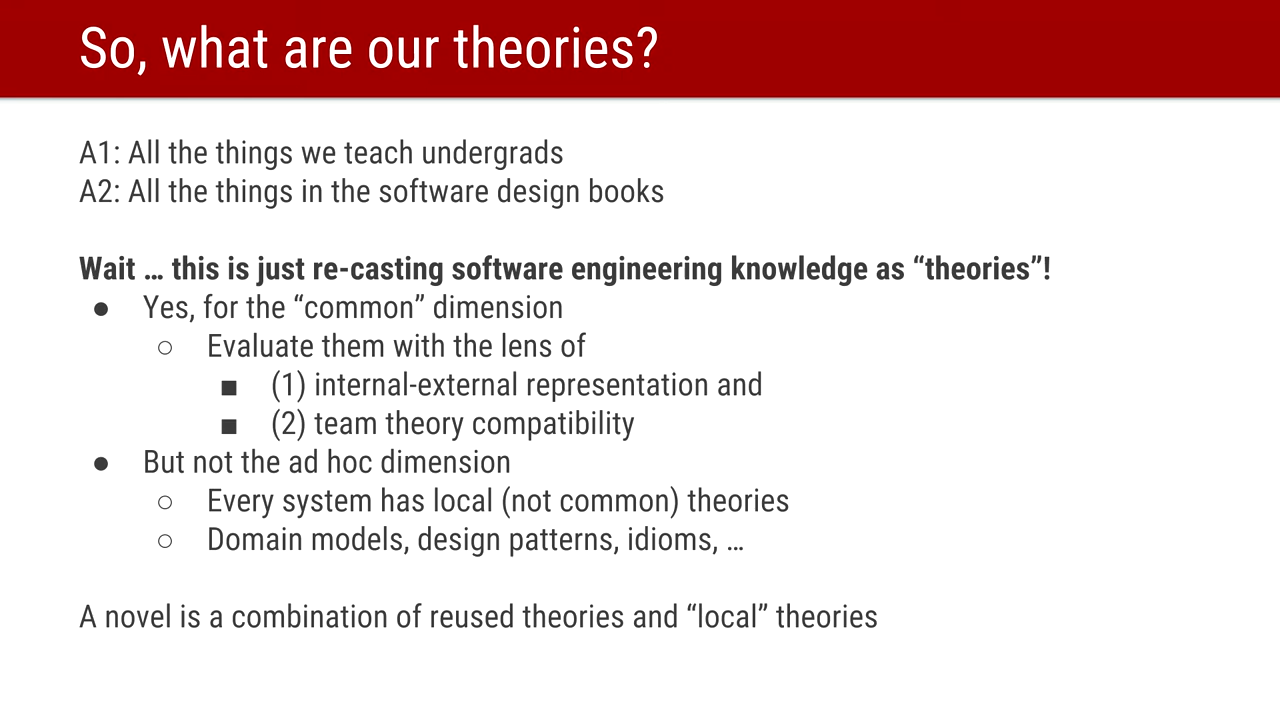 So, what are our theories?
A1: All the things we teach undergrads
A2: All the things in the software design books
Wait … this is just re-casting software engineering knowledge as “theories”!
● Yes, for the “common” dimension
○ Evaluate them with the lens of
■ (1) internal-external representation and
■ (2) team theory compatibility
● But not the ad hoc dimension
○ Every system has local (not common) theories
○ Domain models, design patterns, idioms, …
A novel is a combination of reused theories and “local” theories